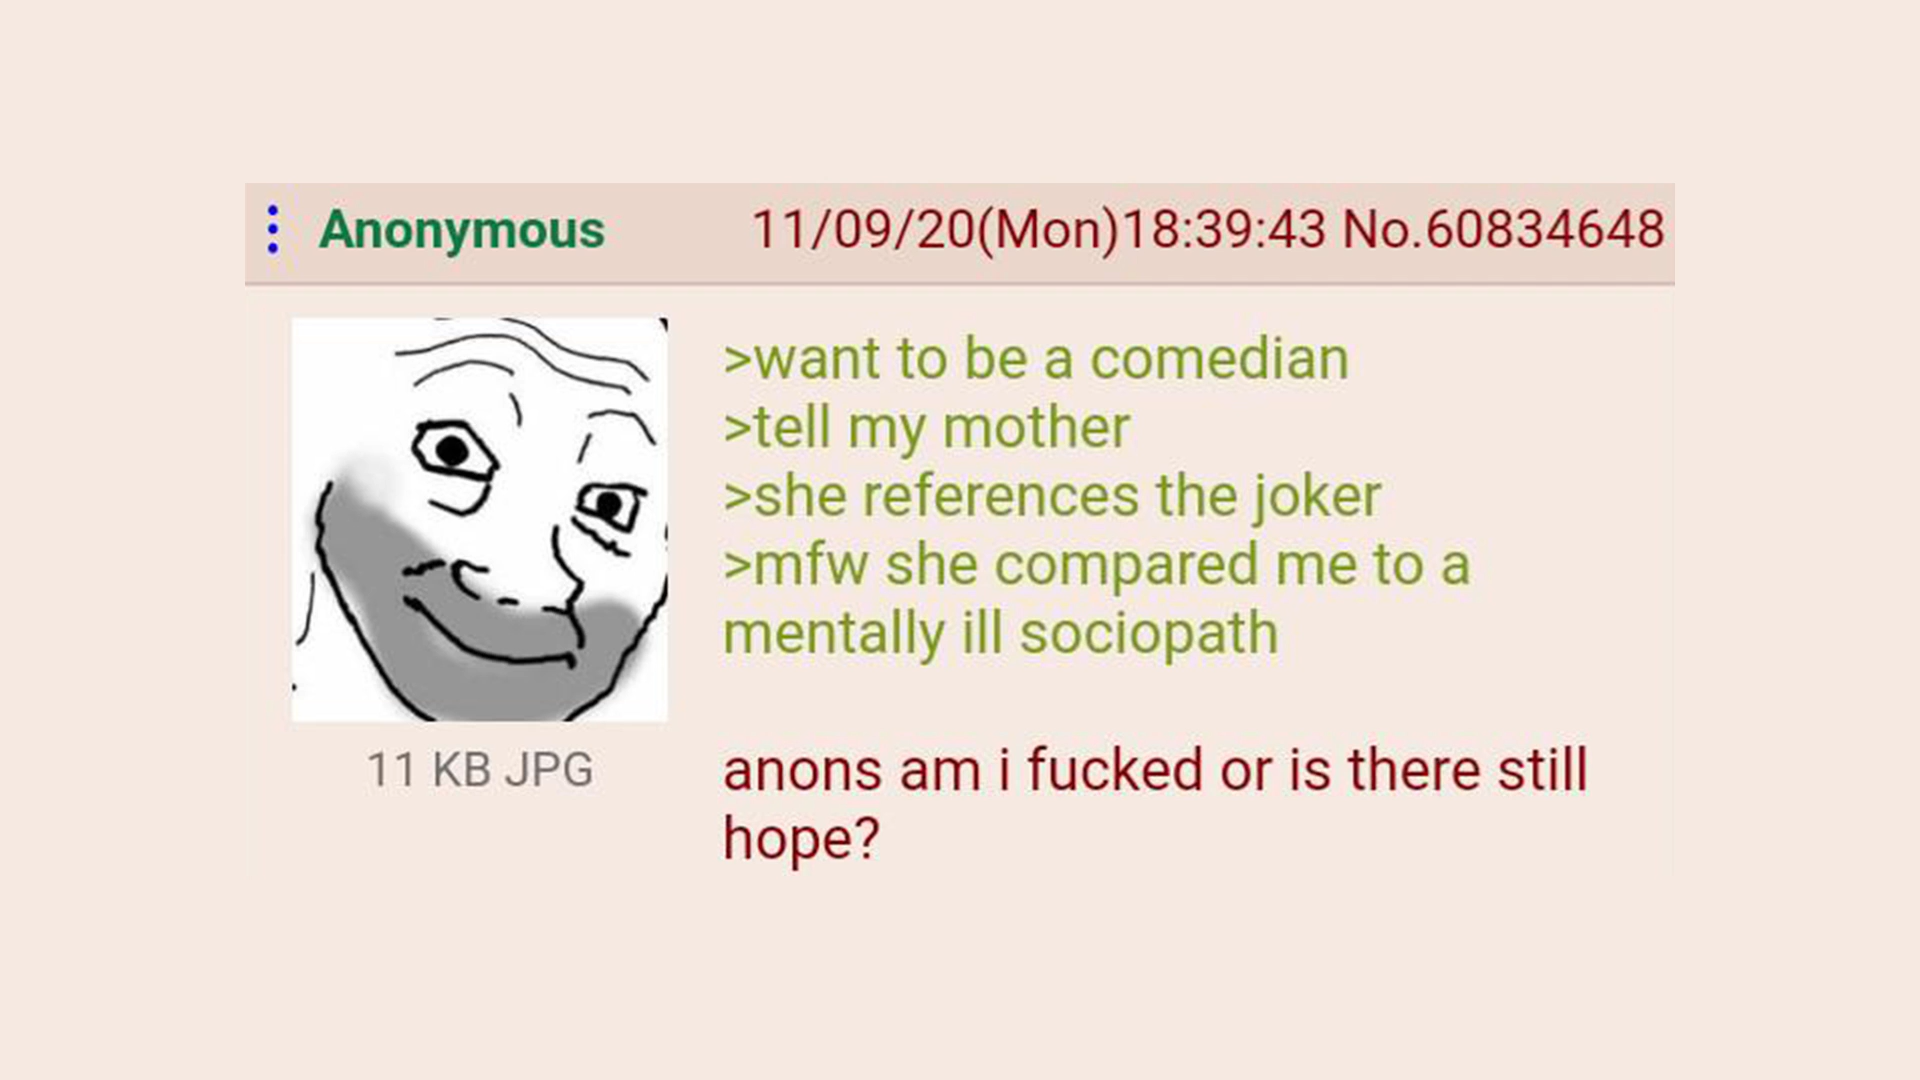 Anonymous 11/09/20(Mon)18:39:43 No.60834648
>want to be a comedian
>tell my mother
>she references the joker
>mfw she compared me to a
mentally ill sociopath
anons am i fucked or is there still
hope?
11 KB JPG